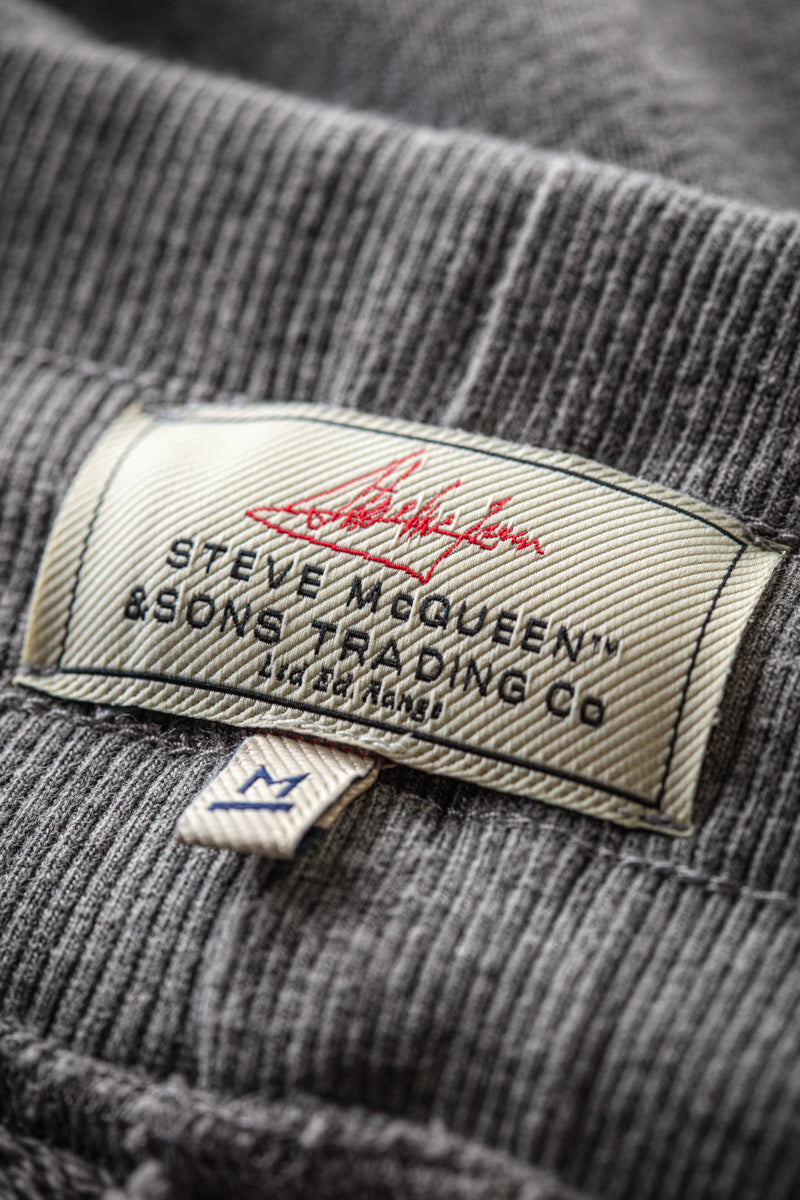 STEVE McQUEEN™
&SONS TRADING Co
Ltd Ed. Range
M